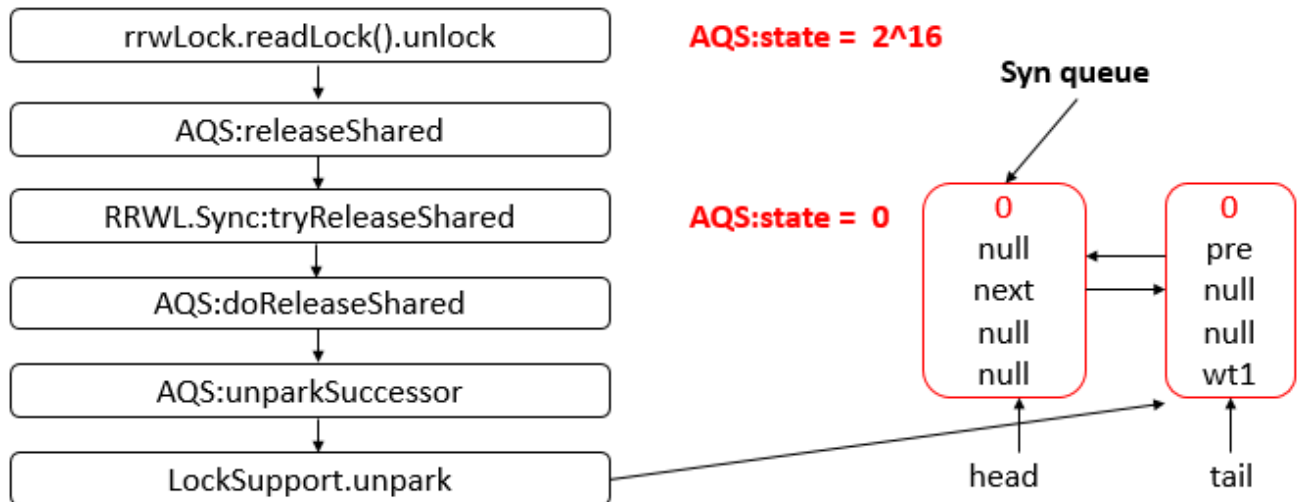 rrwLock.readLock().unlock
AQS:state = 2^16
Syn queue
AQS:releaseShared
RRWL.Sync:tryReleaseShared
AQS:state = 0
AQS:doReleaseShared
AQS:unparkSuccessor
LockSupport.unpark
0
null
next
null
null
0
pre
null
null
wt1
head
tail